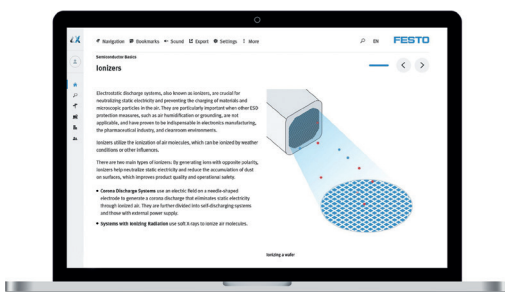 Navigation Bookmarks Sound Export Settings More EN FESTO
Semiconductor Basics
Ionizers
Electrostatic discharge systems, also known as ionizers, are crucial for
neutralizing static electricity and preventing the charging of materials and
microscopic particles in the air. They are particularly important when other ESD
protection measures, such as air humidification or grounding, are not
applicable, and have proven to be indispensable in electronics manufacturing,
the pharmaceutical industry, and cleanroom environments.
Ionizers utilize the ionization of air molecules, which can be ionized by weather
conditions or other influences.
There are two main types of ionizers: By generating ions with opposite polarity,
ionizers help neutralize static electricity and reduce the accumulation of dust
on surfaces, which improves product quality and operational safety.
• Corona Discharge Systems use an electric field on a needle-shaped
electrode to generate a corona discharge that eliminates static electricity
through ionized air. They are further divided into self-discharging systems
and those with external power supply.
• Systems with Ionizing Radiation use soft X-rays to ionize air molecules.
Ionizing a wafer